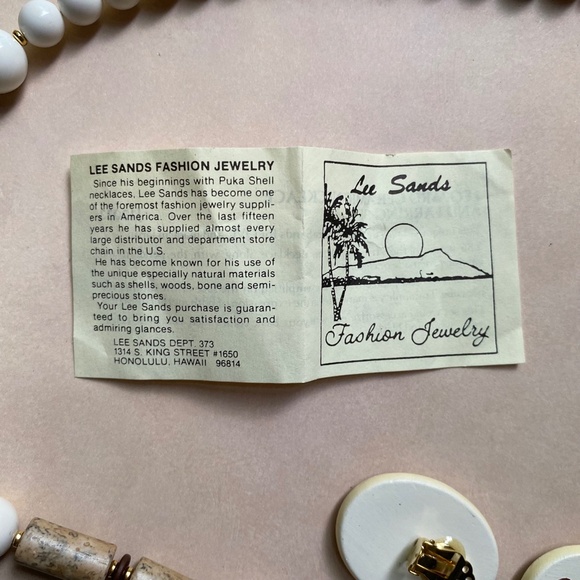 LEE SANDS FASHION JEWELRY
Since his beginnings with Puka Shell
necklaces, Lee Sands has become one
of the foremost fashion jewelry suppli-
ers in America. Over the last fifteen
years he has supplied almost every
large distributor and department store
chain in the U.S.
He has become known for his use of
the unique especially natural materials
such as shells, woods, bone and semi-
precious stones.
Your Lee Sands purchase is guaran-
teed to bring you satisfaction and
admiring glances.
LEE SANDS DEPT. 373
1314 S. KING STREET #1650
HONOLULU, HAWAII 96814
Lee Sands
Fashion Jewelry